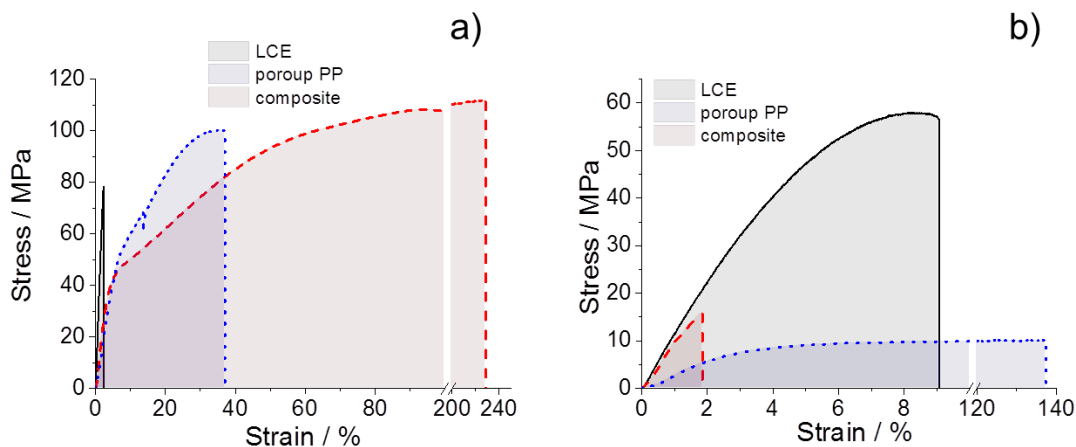 a)
LCE
poroup PP
composite
120
100
80
60
40
20
0
Stress / MPa
0 20 40 60 80 200 240
Strain / %
b)
LCE
poroup PP
composite
60
50
40
30
20
10
0
Stress / MPa
0 2 4 6 8 120 140
Strain / %